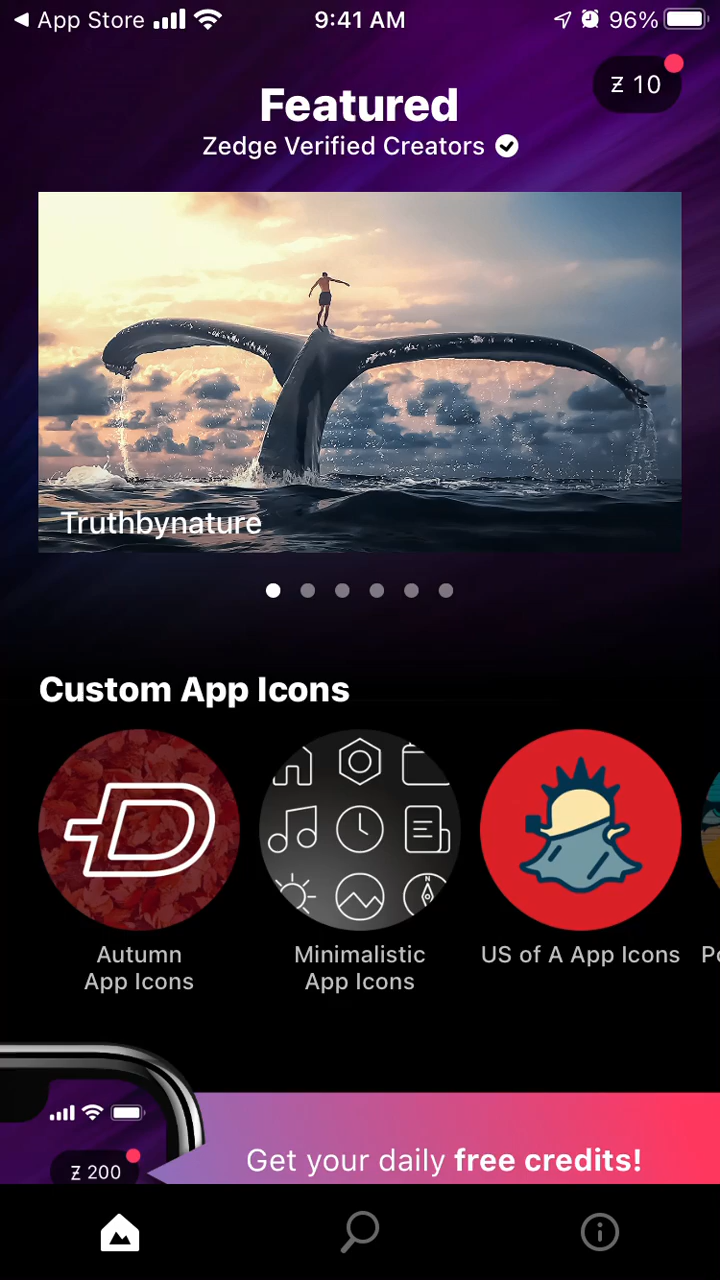 App Store
9:41 AM
96%
Ƶ 10
Featured
Zedge Verified Creators
Truthbynature
Custom App Icons
Autumn
App Icons
Minimalistic
App Icons
US of A App Icons
Ƶ 200
Get your daily free credits!